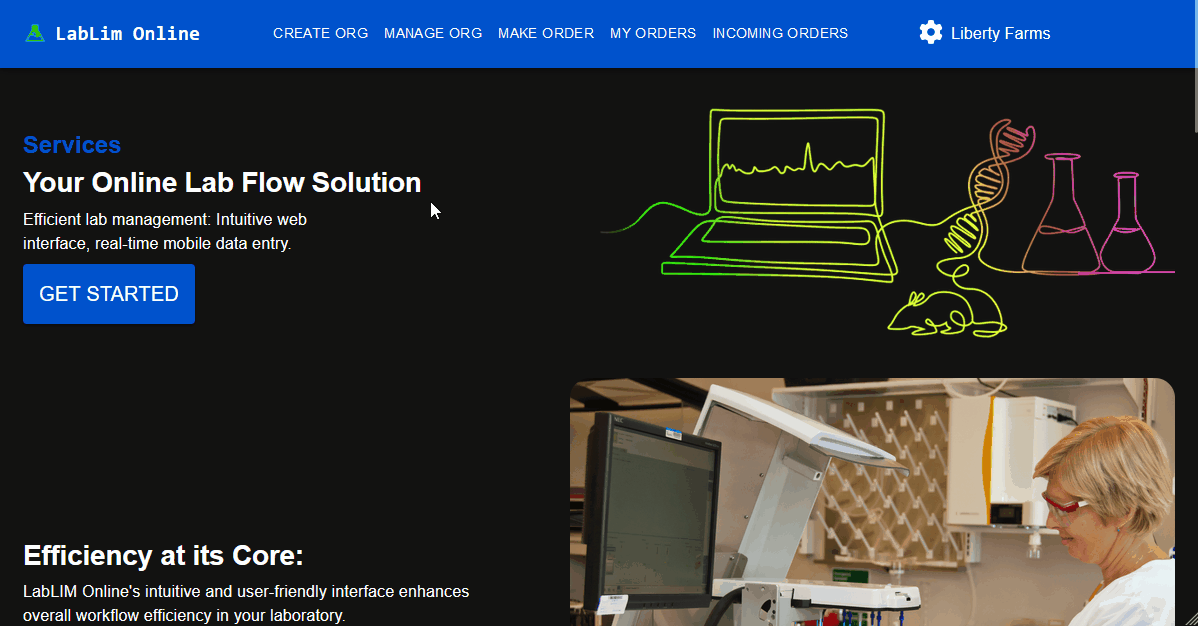 LabLim Online
CREATE ORG
MANAGE ORG
MAKE ORDER
MY ORDERS
INCOMING ORDERS
Liberty Farms
Services
Your Online Lab Flow Solution
Efficient lab management: Intuitive web
interface, real-time mobile data entry.
GET STARTED
NEC
Efficiency at its Core:
LabLIM Online's intuitive and user-friendly interface enhances
overall workflow efficiency in your laboratory.